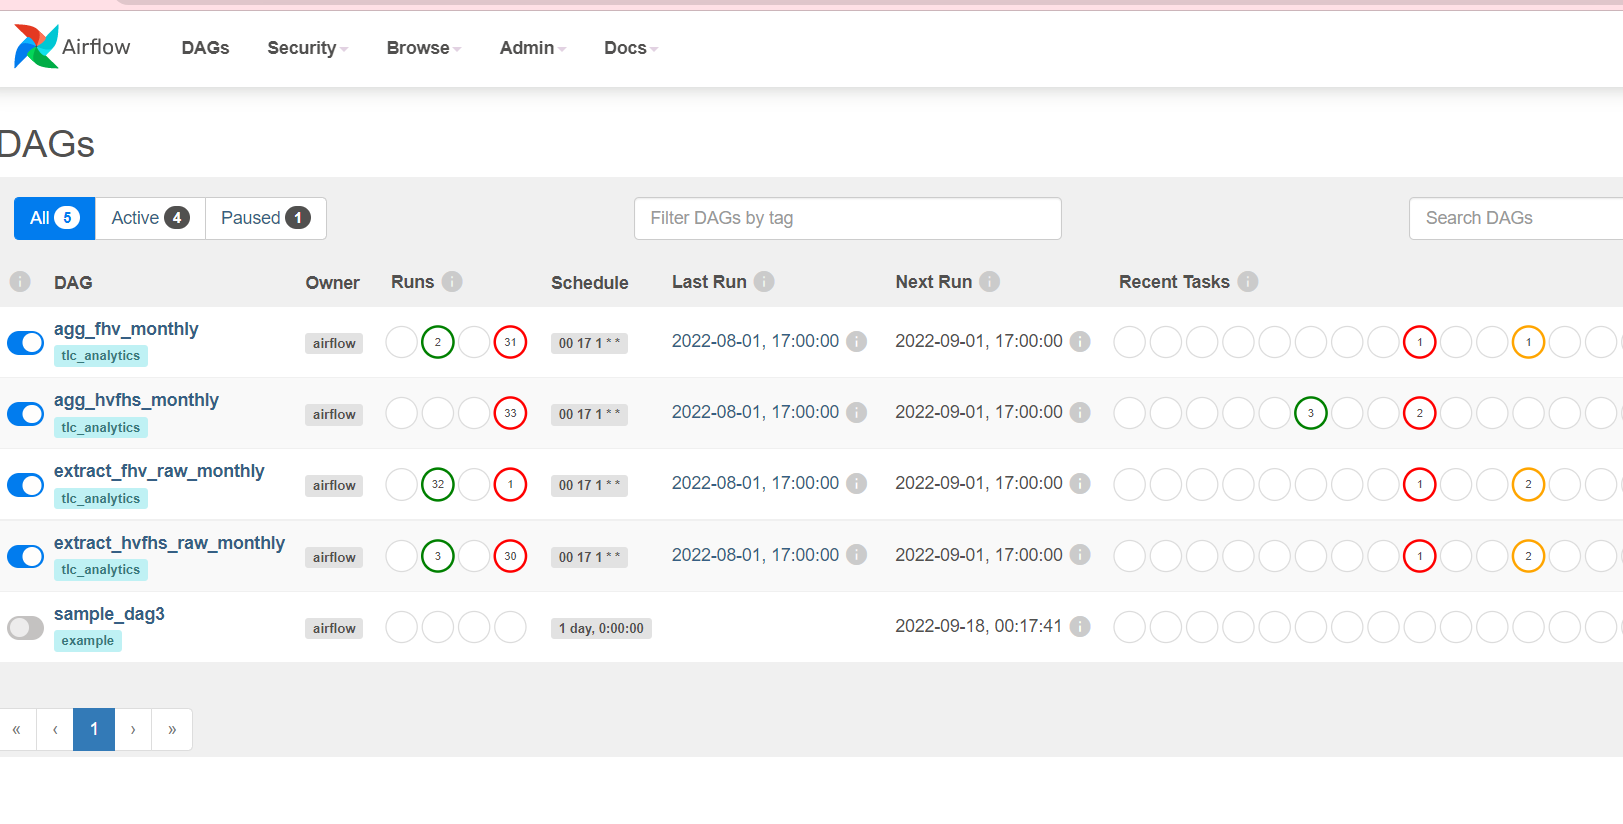 Airflow DAGs Security Browse Admin Docs
DAGs
All 5 Active 4 Paused 1 Filter DAGs by tag Search DAGs
DAG Owner Runs Schedule Last Run Next Run Recent Tasks
agg_fhv_monthly
tlc_analytics
airflow 2 31 00 17 1 * * 2022-08-01, 17:00:00 2022-09-01, 17:00:00 1 1
agg_hvfhs_monthly
tlc_analytics
airflow 33 00 17 1 * * 2022-08-01, 17:00:00 2022-09-01, 17:00:00 3 2
extract_fhv_raw_monthly
tlc_analytics
airflow 32 1 00 17 1 * * 2022-08-01, 17:00:00 2022-09-01, 17:00:00 1 2
extract_hvfhs_raw_monthly
tlc_analytics
airflow 3 30 00 17 1 * * 2022-08-01, 17:00:00 2022-09-01, 17:00:00 1 2
sample_dag3
example
airflow 1 day, 0:00:00 2022-09-18, 00:17:41
« ‹ 1 › »